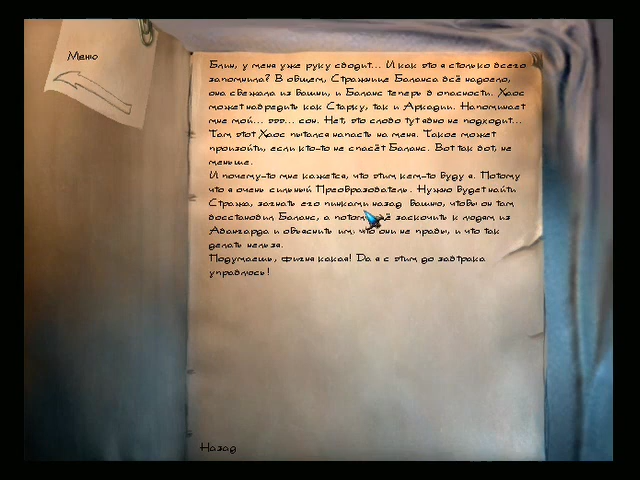 Меню
Блин, у меня уже руку сводит... И как это я столько всего
запомнила? В общем, Стражнице Баланса всё надоело,
она сбежала из башни, и Баланс теперь в опасности. Хаос
может навредить как Старку, так и Аркадии. Напоминает
мне мой... эээ... сон. Нет, это слово тут явно не подходит...
Там этот Хаос пытался напасть на меня. Такое может
произойти, если кто-то не спасёт Баланс. Вот так вот, не
меньше.
И почему-то мне кажется, что этим кем-то буду я. Потому
что я очень сильный Преобразователь. Нужно будет найти
Стража, загнать его пинками назад в башню, чтобы он там
восстановил Баланс, а потом ещё заскочить к людям из
Авангарда и объяснить им, что они не правы, и что так
делать нельзя.
Подумаешь, фигня какая! Да я с этим до завтрака
управлюсь!
Назад